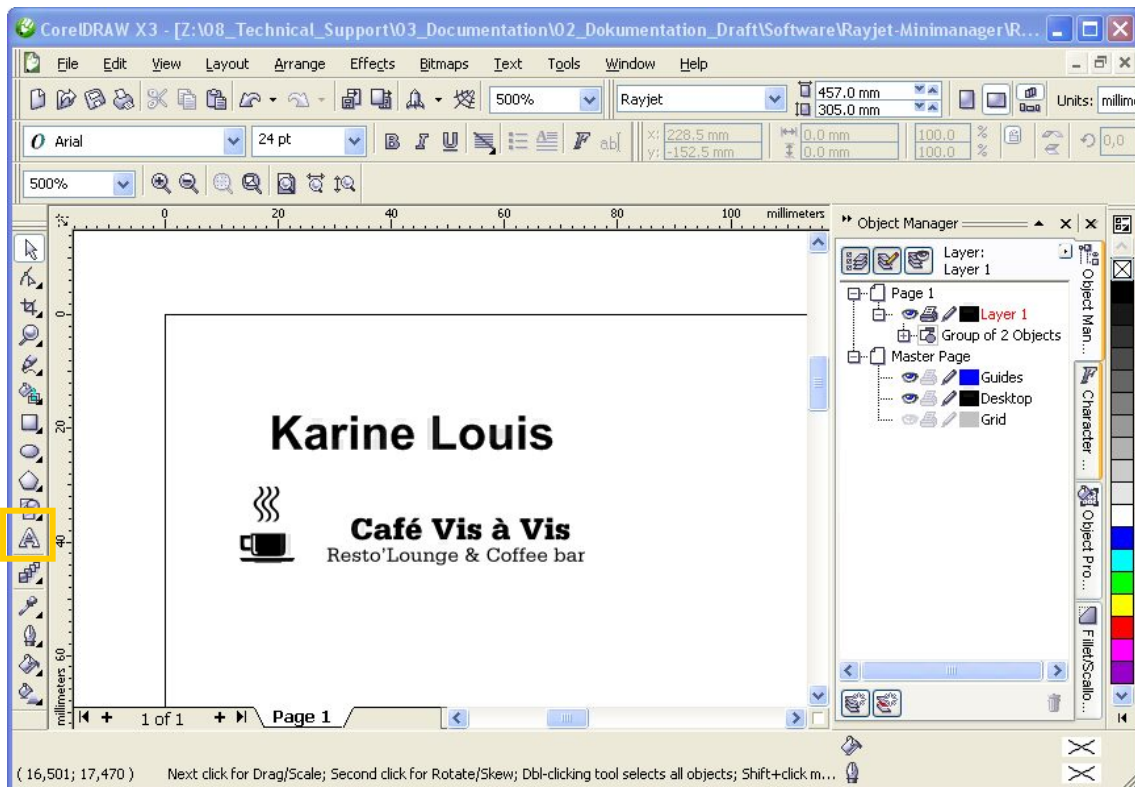 CorelDRAW X3 - [Z:\08_Technical_Support\03_Documentation\02_Dokumentation_Draft\Software\Rayjet-Minimanager\R...
File Edit View Layout Arrange Effects Bitmaps Text Tools Window Help
500% Rayjet 457.0 mm 305.0 mm Units: millim
O Arial 24 pt B I U F ab x: 228.5 mm y: -152.5 mm 0.0 mm 0.0 mm 100.0 % 100.0 % 0,0
500%
0 20 40 60 80 100 millimeters
0
20
40
60
millimeters
Karine Louis
Café Vis à Vis
Resto'Lounge & Coffee bar
Object Manager
Layer:
Layer 1
Page 1
Layer 1
Group of 2 Objects
Master Page
Guides
Desktop
Grid
Object Man...
Character ...
Object Pro...
Fillet/Scallo...
1 of 1 Page 1
( 16,501; 17,470 ) Next click for Drag/Scale; Second click for Rotate/Skew; Dbl-clicking tool selects all objects; Shift+click m...